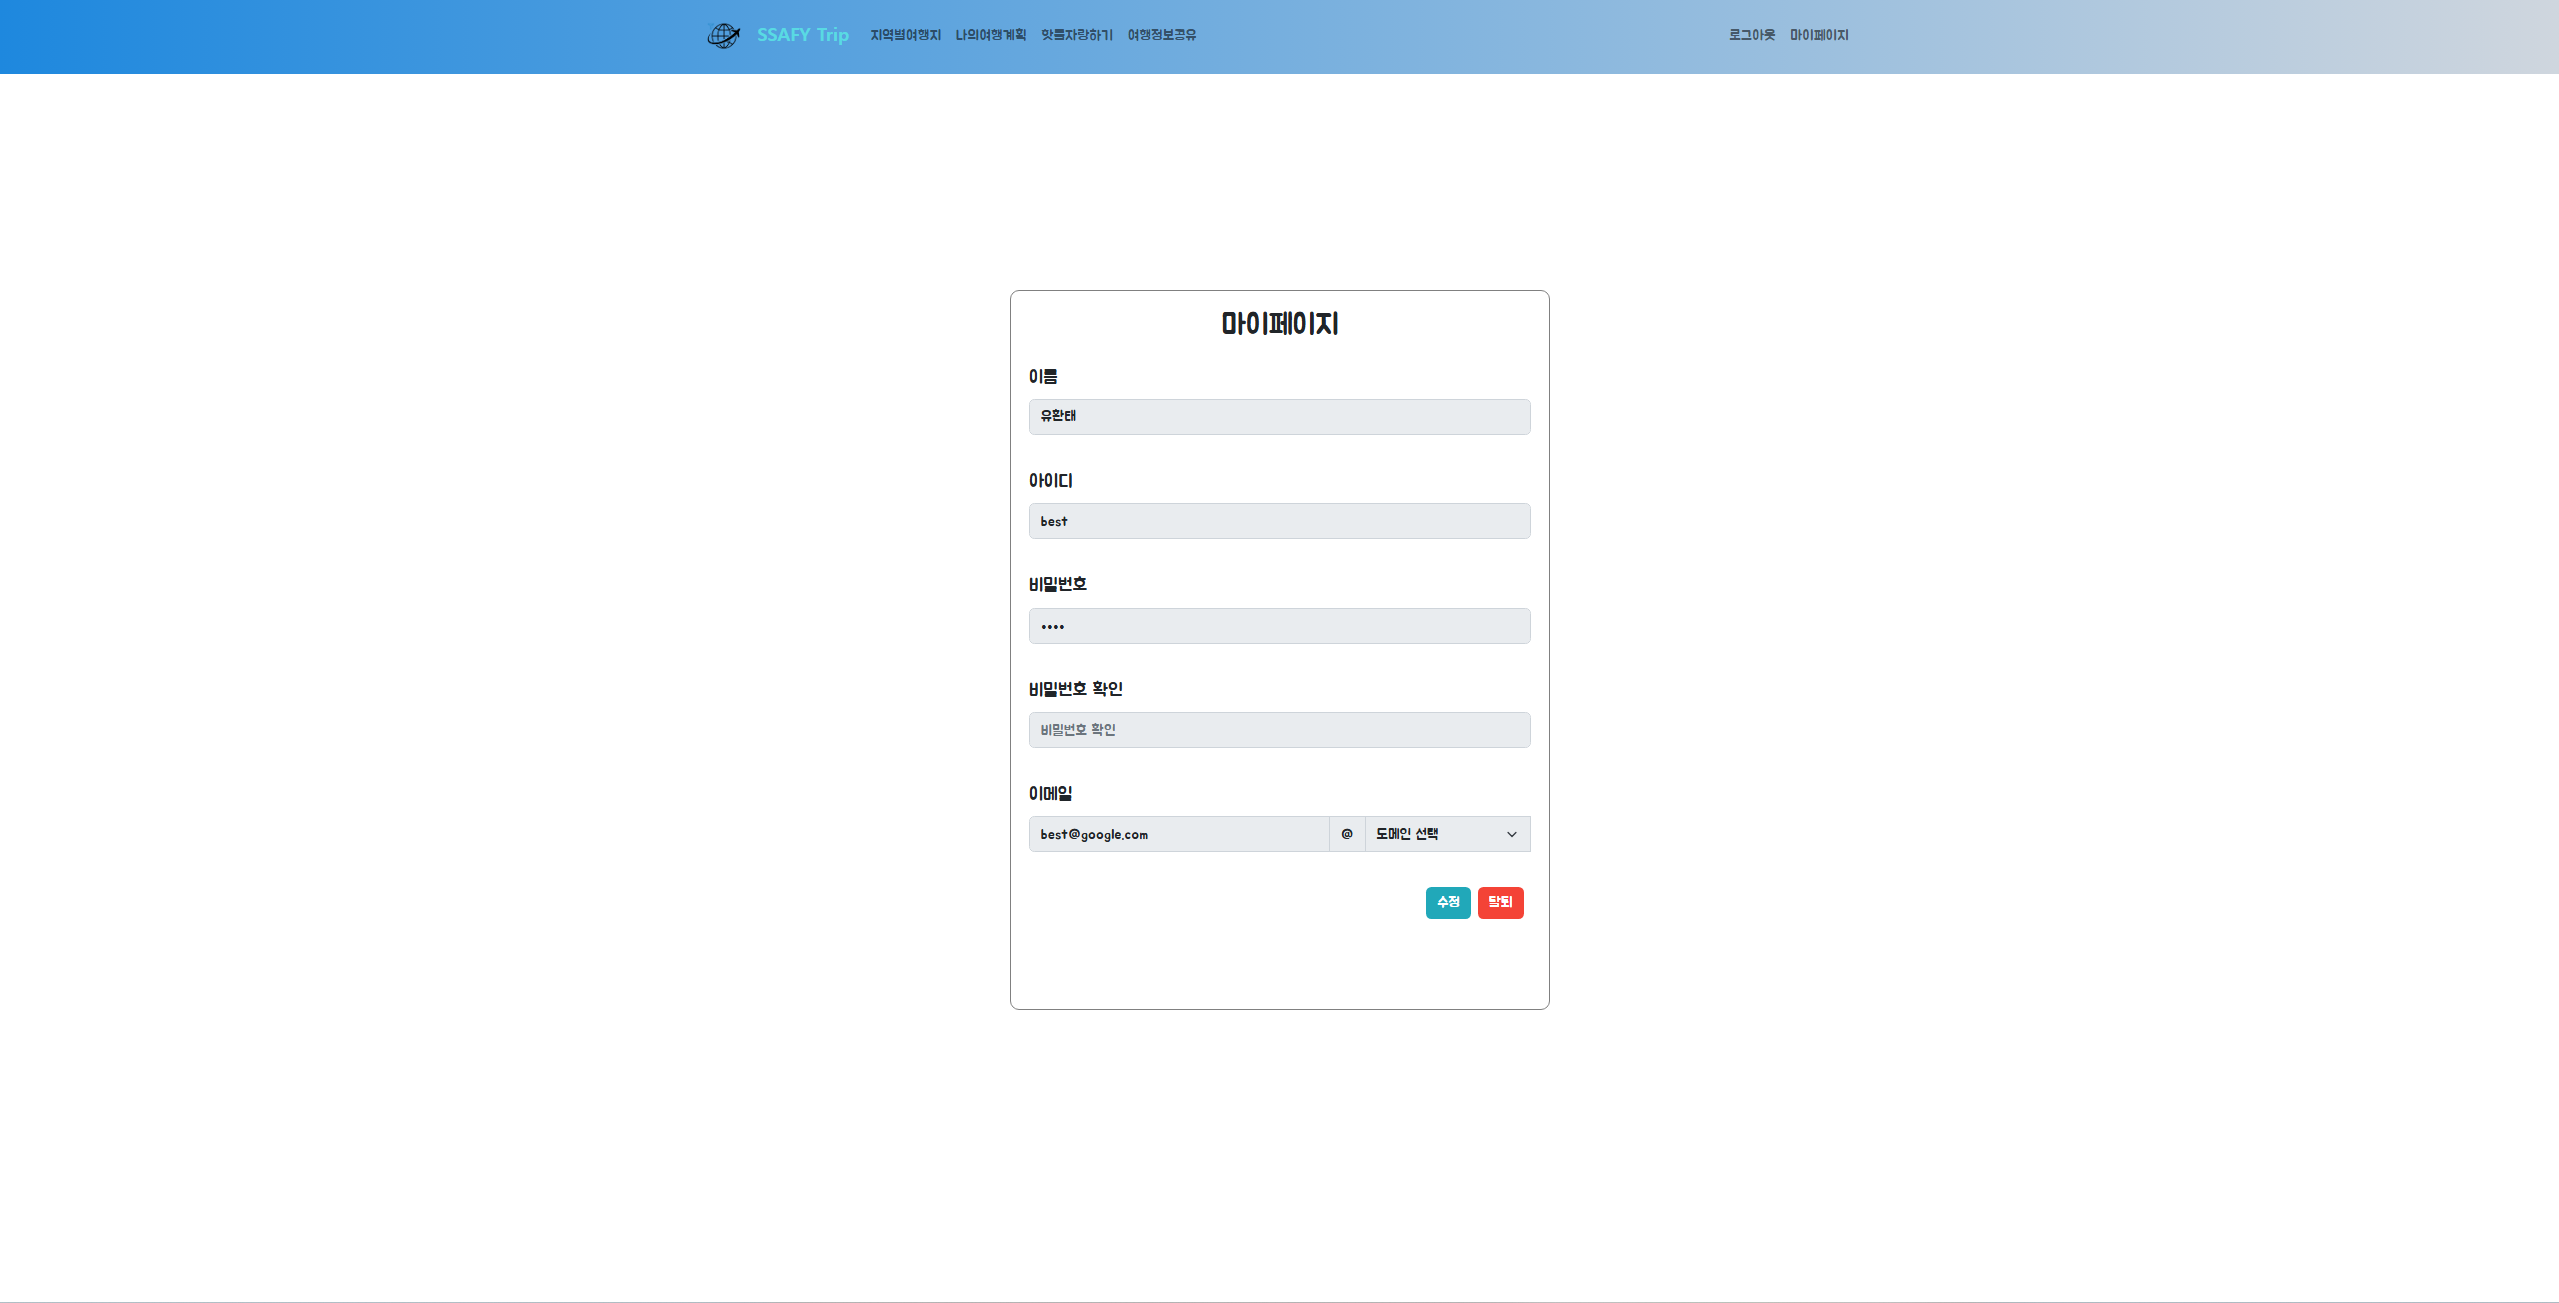 SSAFY Trip 지역별여행지 나의여행계획 핫플자랑하기 여행정보공유 로그아웃 마이페이지
마이페이지
이름
유환태
아이디
best
비밀번호
••••
비밀번호 확인
비밀번호 확인
이메일
best@google.com @ 도메인 선택
수정 탈퇴